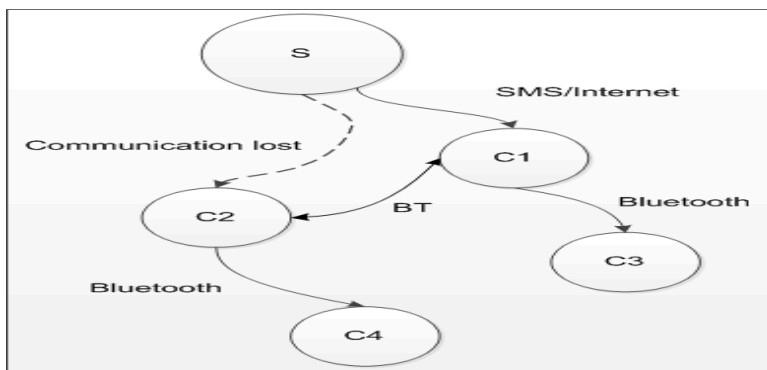 S
SMS/Internet
Communication lost
C1
C2
BT
Bluetooth
C3
Bluetooth
C4